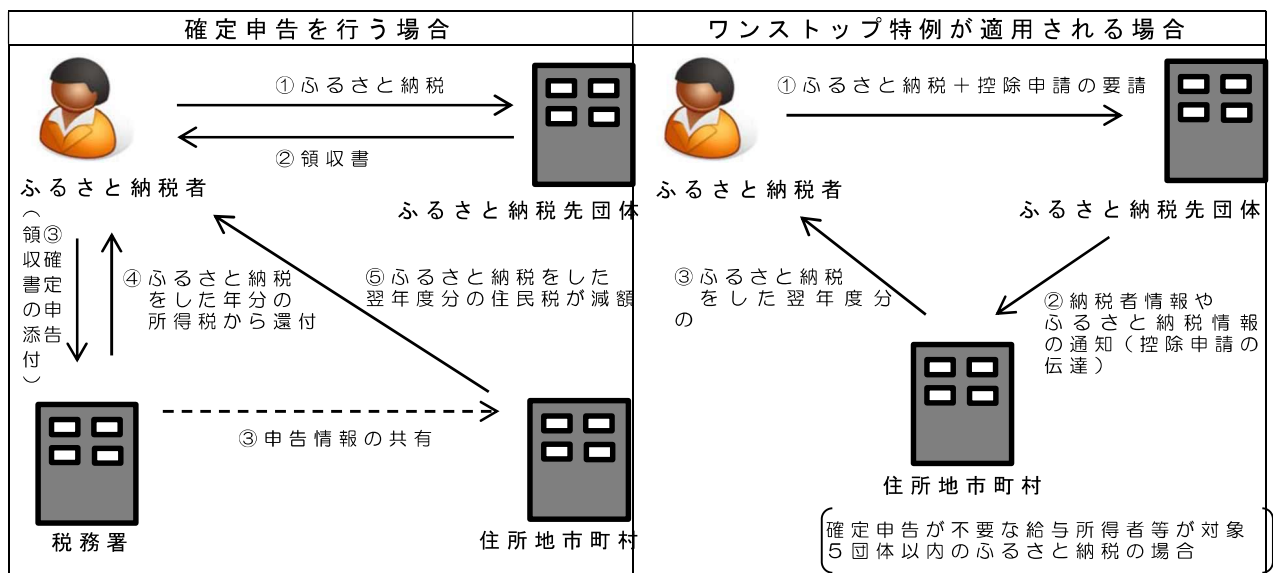 確定申告を行う場合
①ふるさと納税
②領収書
ふるさと納税者
ふるさと納税先団体
③確定申告
（領収書の添付）
④ふるさと納税
をした年分の
所得税から還付
⑤ふるさと納税をした
翌年度分の住民税が減額
③申告情報の共有
税務署
住所地市町村
ワンストップ特例が適用される場合
①ふるさと納税＋控除申請の要請
ふるさと納税者
ふるさと納税先団体
③ふるさと納税
をした翌年度分
の
②納税者情報や
ふるさと納税情報
の通知（控除申請の
伝達）
住所地市町村
確定申告が不要な給与所得者等が対象
５団体以内のふるさと納税の場合